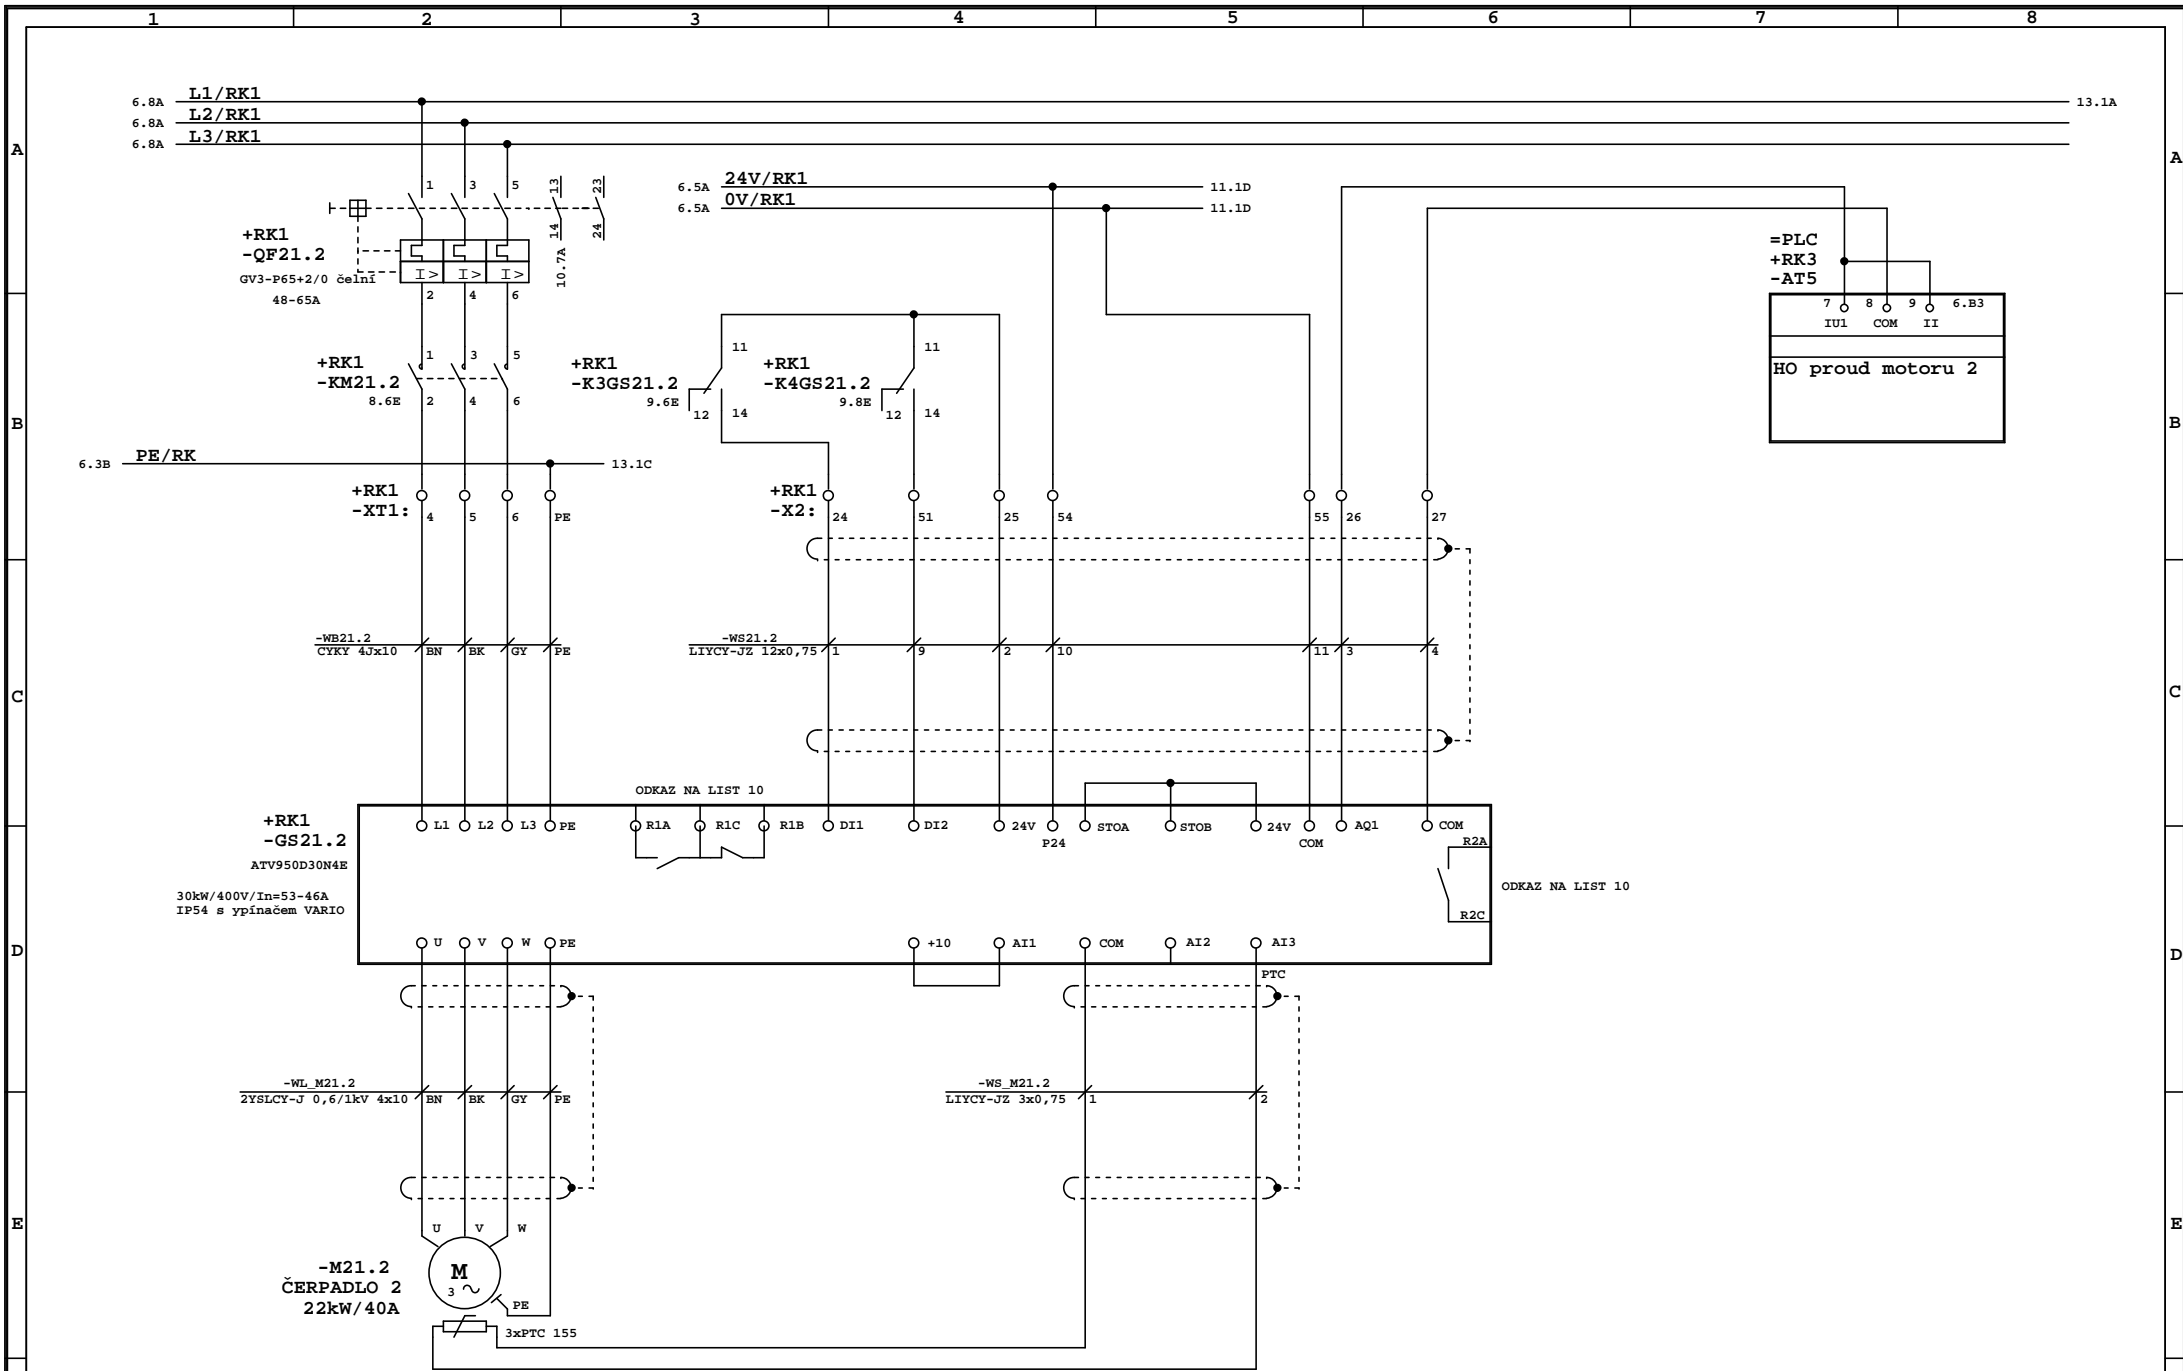 1 2 3 4 5 6 7 8
6.8A L1/RK1 13.1A
6.8A L2/RK1
6.8A L3/RK1
A A
6.5A 24V/RK1 11.1D
6.5A 0V/RK1 11.1D
1 3 5 13 23
14 24
10.7A
+RK1
-QF21.2
GV3-P65+2/0 čelní
48-65A
I> I> I>
2 4 6
=PLC
+RK3
-AT5
7 8 9 6.B3
IU1 COM II
HO proud motoru 2
+RK1
-KM21.2
8.6E
1 3 5
2 4 6
+RK1
-K3GS21.2
9.6E
11
12 14
+RK1
-K4GS21.2
9.8E
11
12 14
B B
6.3B PE/RK 13.1C
+RK1
-XT1:
4 5 6 PE
+RK1
-X2:
24 51 25 54 55 26 27
-WB21.2
CYKY 4Jx10 BN BK GY PE
-WS21.2
LIYCY-JZ 12x0,75 1 9 2 10 11 3 4
C C
ODKAZ NA LIST 10
+RK1
-GS21.2
ATV950D30N4E
30kW/400V/In=53-46A
IP54 s ypínačem VARIO
L1 L2 L3 PE R1A R1C R1B DI1 DI2 24V P24 STOA STOB 24V COM AQ1 COM
R2A
R2C
ODKAZ NA LIST 10
U V W PE +10 AI1 COM AI2 AI3
PTC
D D
-WL_M21.2
2YSLCY-J 0,6/1kV 4x10 BN BK GY PE
-WS_M21.2
LIYCY-JZ 3x0,75 1 2
E E
U V W
M
3
PE
-M21.2
ČERPADLO 2
22kW/40A
3xPTC 155